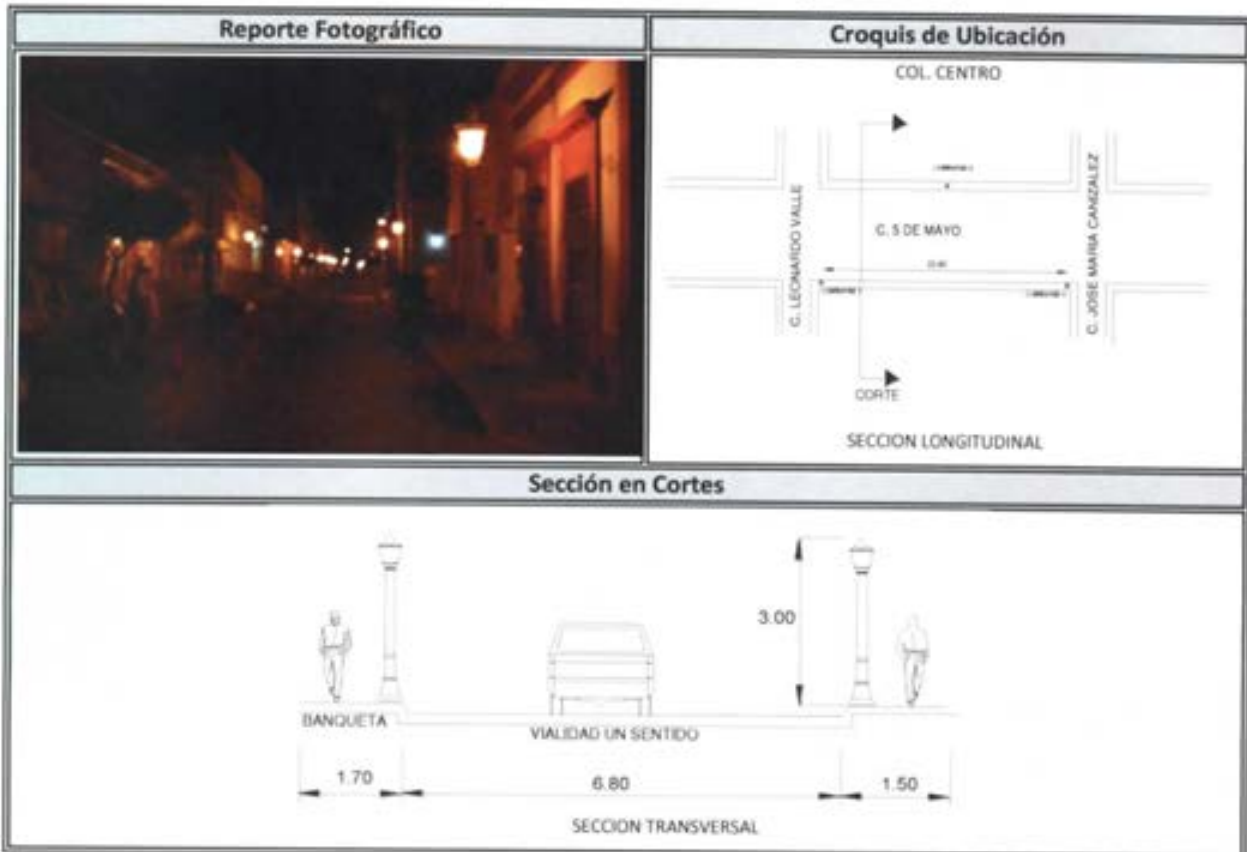 Reporte Fotográfico
Croquis de Ubicación
COL. CENTRO
C. LEONARDO VALLE
C. 5 DE MAYO
C. JOSE MARIA CANIZALEZ
CORTE
SECCION LONGITUDINAL
Sección en Cortes
3.00
BANQUETA
VIALIDAD UN SENTIDO
1.70
6.80
1.50
SECCION TRANSVERSAL